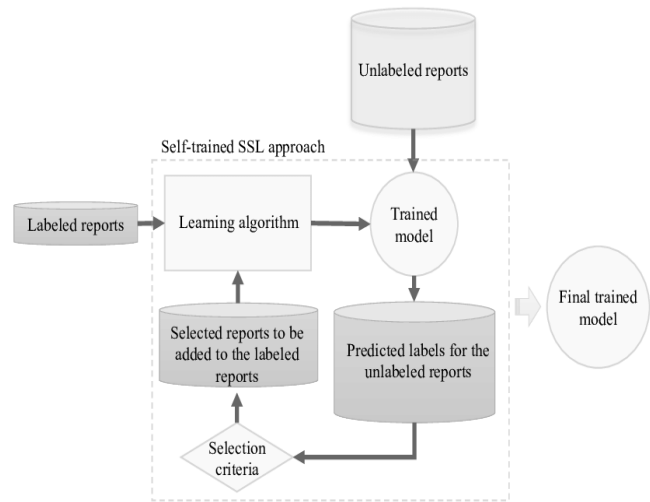 Unlabeled reports
Self-trained SSL approach
Labeled reports
Learning algorithm
Trained
model
Selected reports to be
added to the labeled
reports
Predicted labels for the
unlabeled reports
Selection
criteria
Final trained
model